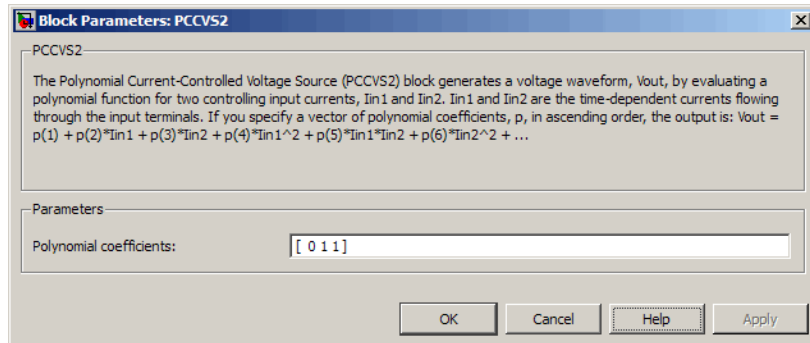 Block Parameters: PCCVS2
PCCVS2
The Polynomial Current-Controlled Voltage Source (PCCVS2) block generates a voltage waveform, Vout, by evaluating a
polynomial function for two controlling input currents, Iin1 and Iin2. Iin1 and Iin2 are the time-dependent currents flowing
through the input terminals. If you specify a vector of polynomial coefficients, p, in ascending order, the output is: Vout =
p(1) + p(2)*Iin1 + p(3)*Iin2 + p(4)*Iin1^2 + p(5)*Iin1*Iin2 + p(6)*Iin2^2 + ...
Parameters
Polynomial coefficients: [ 0 1 1]
OK Cancel Help Apply